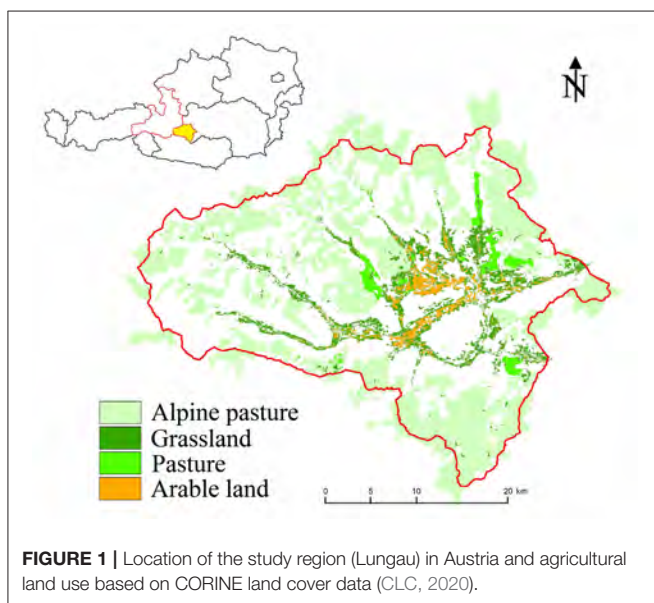 N
Alpine pasture
Grassland
Pasture
Arable land
0 5 10 20 km
FIGURE 1 | Location of the study region (Lungau) in Austria and agricultural
land use based on CORINE land cover data (CLC, 2020).